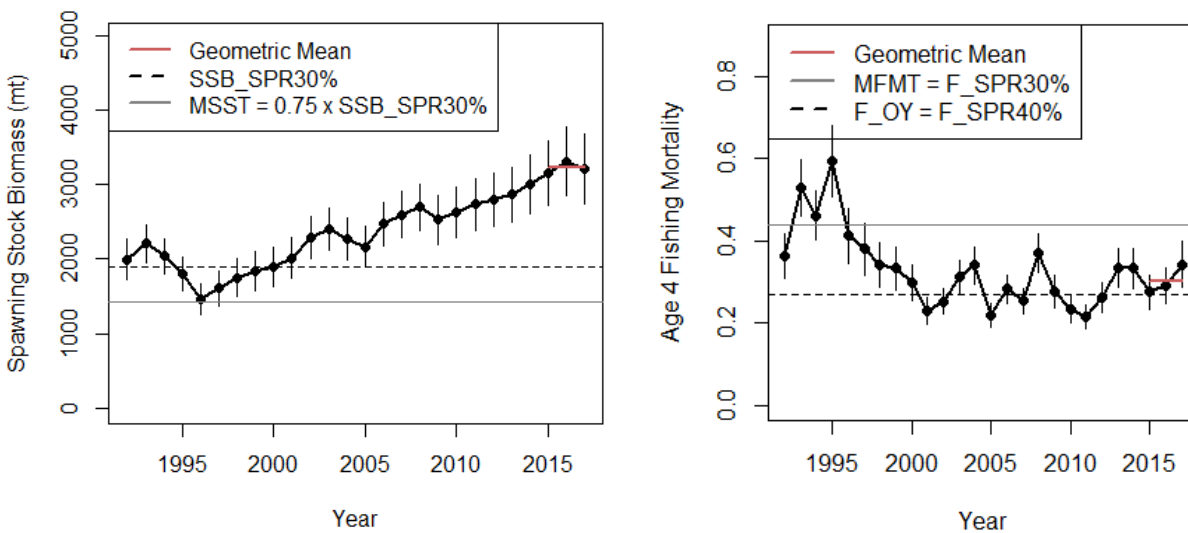 Geometric Mean
SSB_SPR30%
MSST = 0.75 x SSB_SPR30%
Spawning Stock Biomass (mt)
5000
4000
3000
2000
1000
0
1995
2000
2005
2010
2015
Year
Geometric Mean
MFMT = F_SPR30%
F_OY = F_SPR40%
Age 4 Fishing Mortality
0.8
0.6
0.4
0.2
0.0
1995
2000
2005
2010
2015
Year